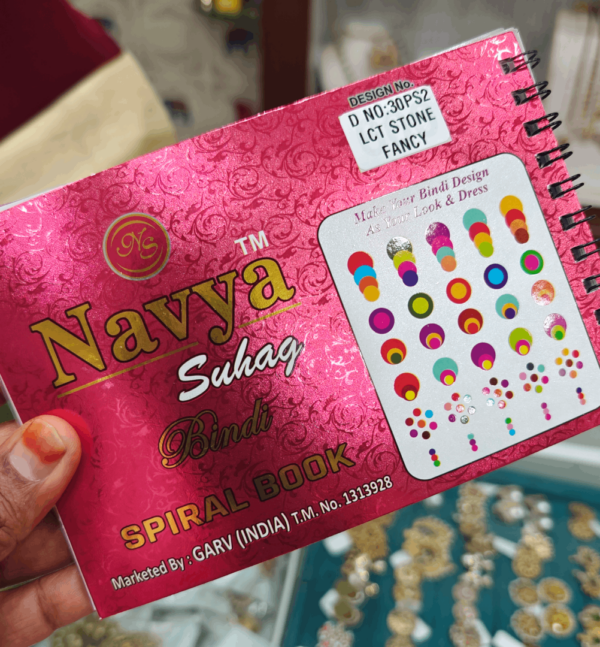 DESIGN No.
D NO:30PS2
LCT STONE
FANCY
Make Your Bindi Design
As Your Look & Dress
NS
Navya TM
Suhag
Bindi
SPIRAL BOOK
Marketed By : GARV (INDIA) T.M. No. 1313928